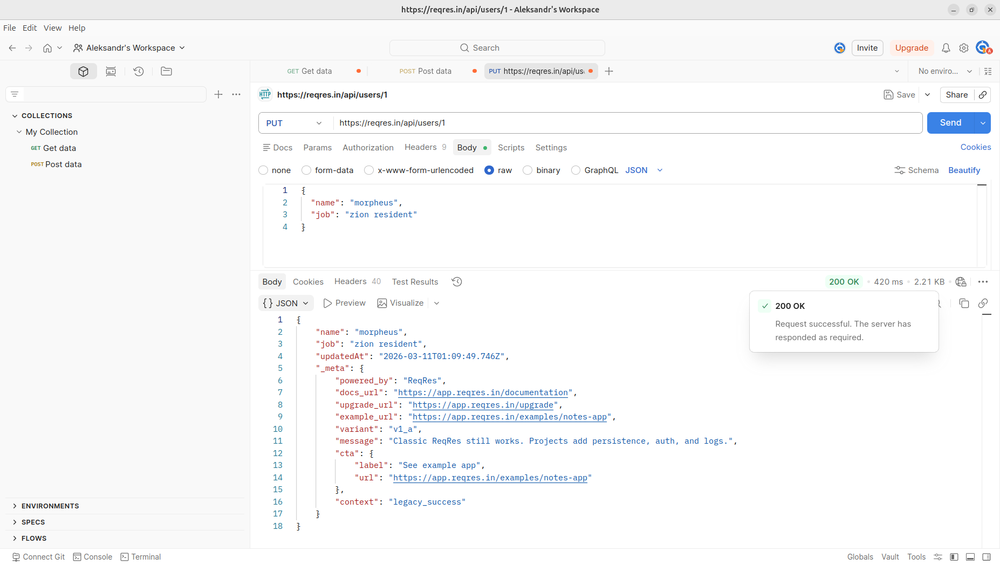 https://reqres.in/api/users/1 - Aleksandr's Workspace
File Edit View Help
Aleksandr's Workspace
Search
Invite
Upgrade
A
GET Get data
POST Post data
PUT https://reqres.in/api/us
No enviro...
HTTP https://reqres.in/api/users/1
Save
Share
PUT https://reqres.in/api/users/1
Send
Docs Params Authorization Headers 9 Body Scripts Settings
Cookies
none form-data x-www-form-urlencoded raw binary GraphQL JSON
Schema Beautify
1 {
2 "name": "morpheus",
3 "job": "zion resident"
4 }
COLLECTIONS
My Collection
GET Get data
POST Post data
Body Cookies Headers 40 Test Results
200 OK • 420 ms • 2.21 KB
{} JSON Preview Visualize
200 OK
Request successful. The server has
responded as required.
1 {
2 "name": "morpheus",
3 "job": "zion resident",
4 "updatedAt": "2026-03-11T01:09:49.746Z",
5 "_meta": {
6 "powered_by": "ReqRes",
7 "docs_url": "https://app.reqres.in/documentation",
8 "upgrade_url": "https://app.reqres.in/upgrade",
9 "example_url": "https://app.reqres.in/examples/notes-app",
10 "variant": "v1_a",
11 "message": "Classic ReqRes still works. Projects add persistence, auth, and logs.",
12 "cta": {
13 "label": "See example app",
14 "url": "https://app.reqres.in/examples/notes-app"
15 },
16 "context": "legacy_success"
17 }
18 }
ENVIRONMENTS
SPECS
FLOWS
Connect Git Console Terminal
Globals Vault Tools